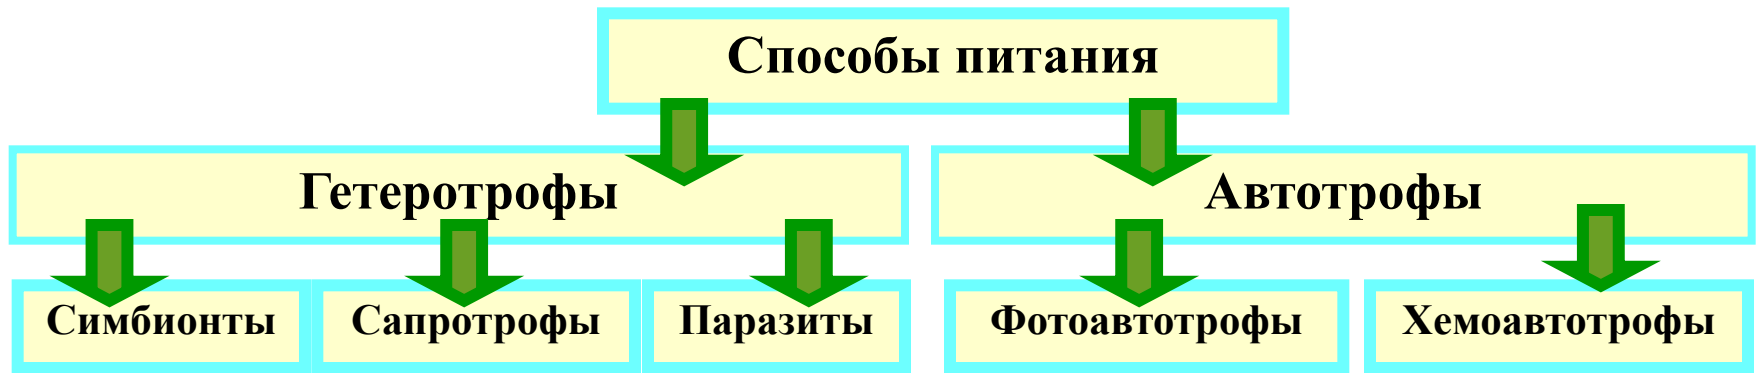 Способы питания
Гетеротрофы
Автотрофы
Симбионты
Сапротрофы
Паразиты
Фотоавтотрофы
Хемоавтотрофы